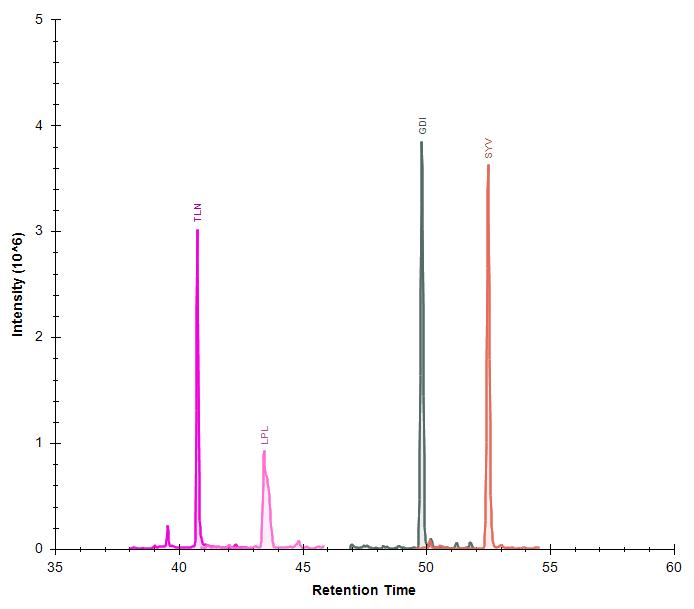 5
4
3
2
1
0
Intensity (10^6)
TLN
LPL
GDI
SYV
35 40 45 50 55 60
Retention Time